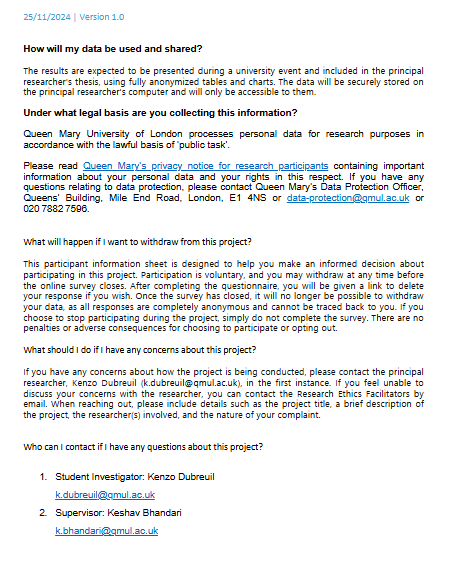 25/11/2024 | Version 1.0
How will my data be used and shared?
The results are expected to be presented during a university event and included in the principal
researcher's thesis, using fully anonymized tables and charts. The data will be securely stored on
the principal researcher's computer and will only be accessible to them.
Under what legal basis are you collecting this information?
Queen Mary University of London processes personal data for research purposes in
accordance with the lawful basis of 'public task'.
Please read Queen Mary's privacy notice for research participants containing important
information about your personal data and your rights in this respect. If you have any
questions relating to data protection, please contact Queen Mary's Data Protection Officer,
Queens' Building, Mile End Road, London, E1 4NS or data-protection@qmul.ac.uk or
020 7882 7596.
What will happen if I want to withdraw from this project?
This participant information sheet is designed to help you make an informed decision about
participating in this project. Participation is voluntary, and you may withdraw at any time before
the online survey closes. After completing the questionnaire, you will be given a link to delete
your response if you wish. Once the survey has closed, it will no longer be possible to withdraw
your data, as all responses are completely anonymous and cannot be traced back to you. If you
choose to stop participating during the project, simply do not complete the survey. There are no
penalties or adverse consequences for choosing to participate or opting out.
What should I do if I have any concerns about this project?
If you have any concerns about how the project is being conducted, please contact the principal
researcher, Kenzo Dubreuil (k.dubreuil@qmul.ac.uk), in the first instance. If you feel unable to
discuss your concerns with the researcher, you can contact the Research Ethics Facilitators by
email. When reaching out, please include details such as the project title, a brief description of
the project, the researcher(s) involved, and the nature of your complaint.
Who can I contact if I have any questions about this project?
1. Student Investigator: Kenzo Dubreuil
k.dubreuil@qmul.ac.uk
2. Supervisor: Keshav Bhandari
k.bhandari@qmul.ac.uk